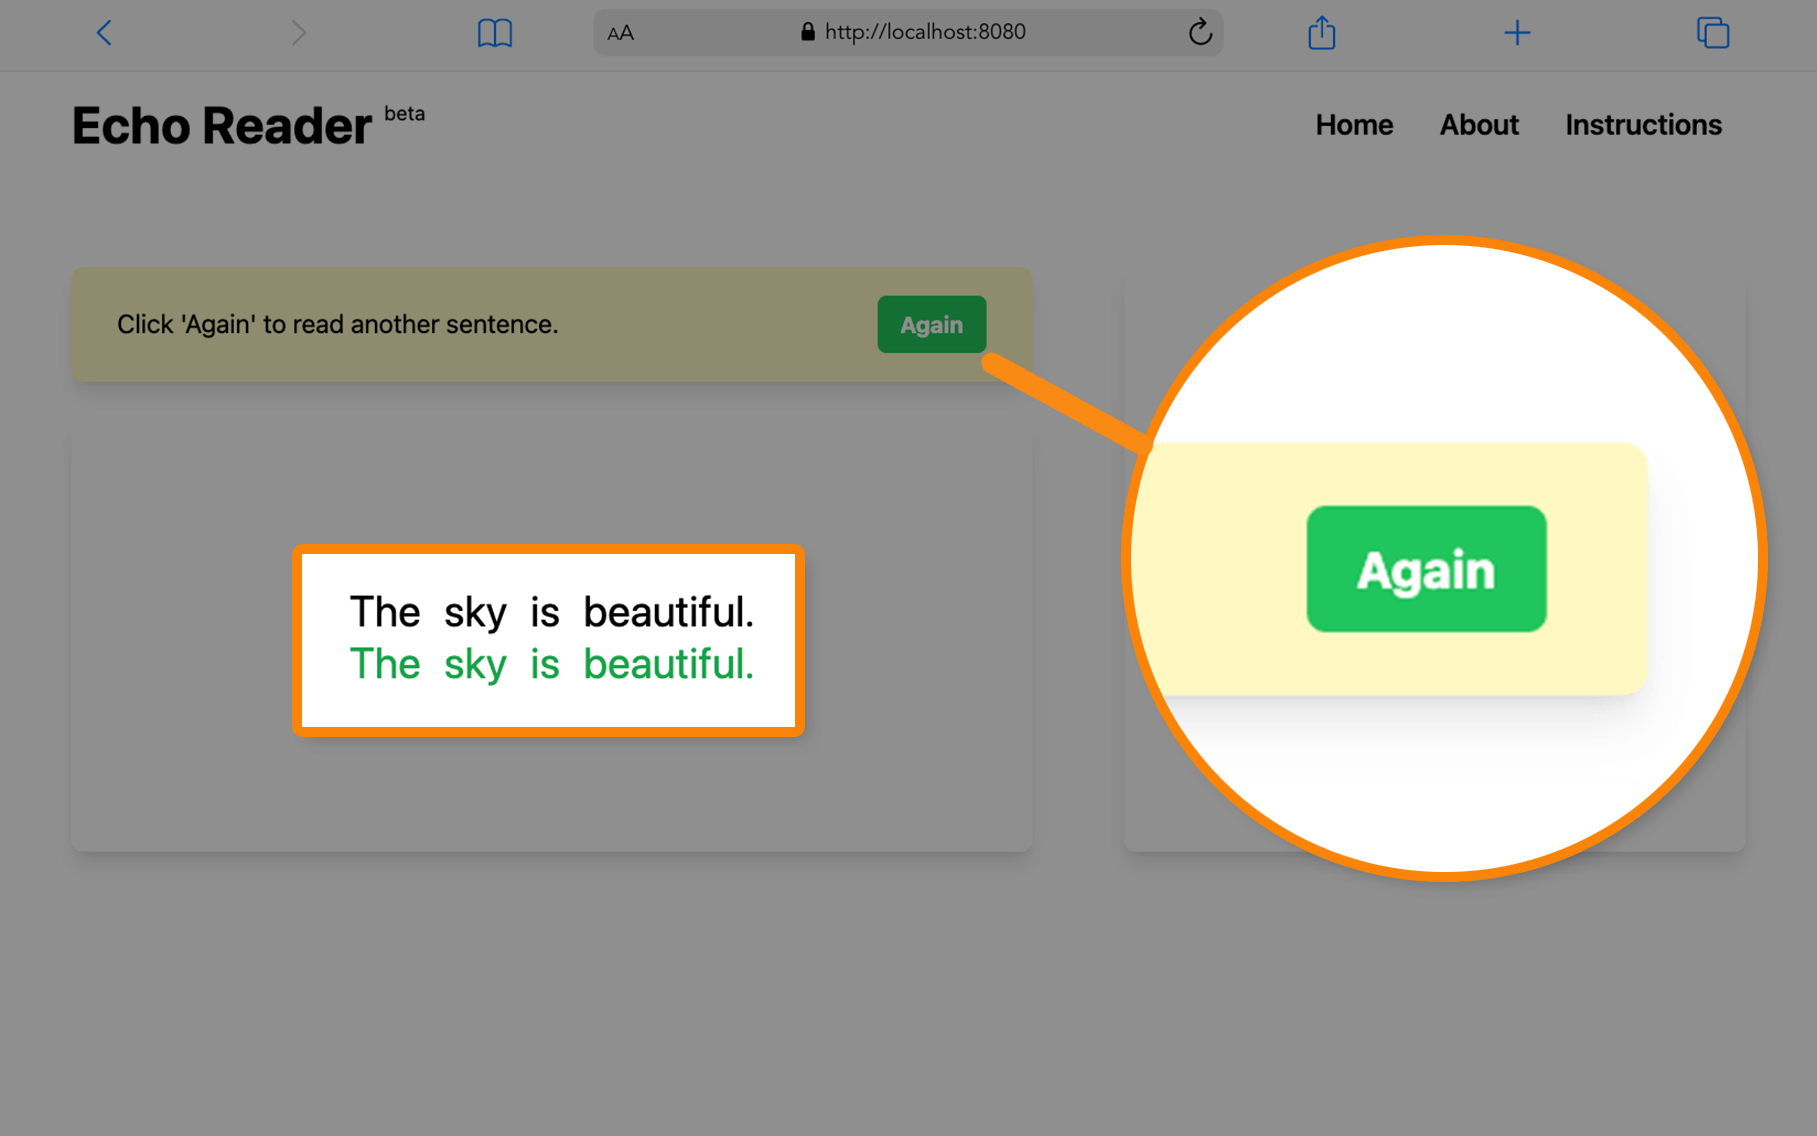 AA
http://localhost:8080
Echo Reader beta
Home About Instructions
Click 'Again' to read another sentence.
Again
Again
The sky is beautiful.
The sky is beautiful.